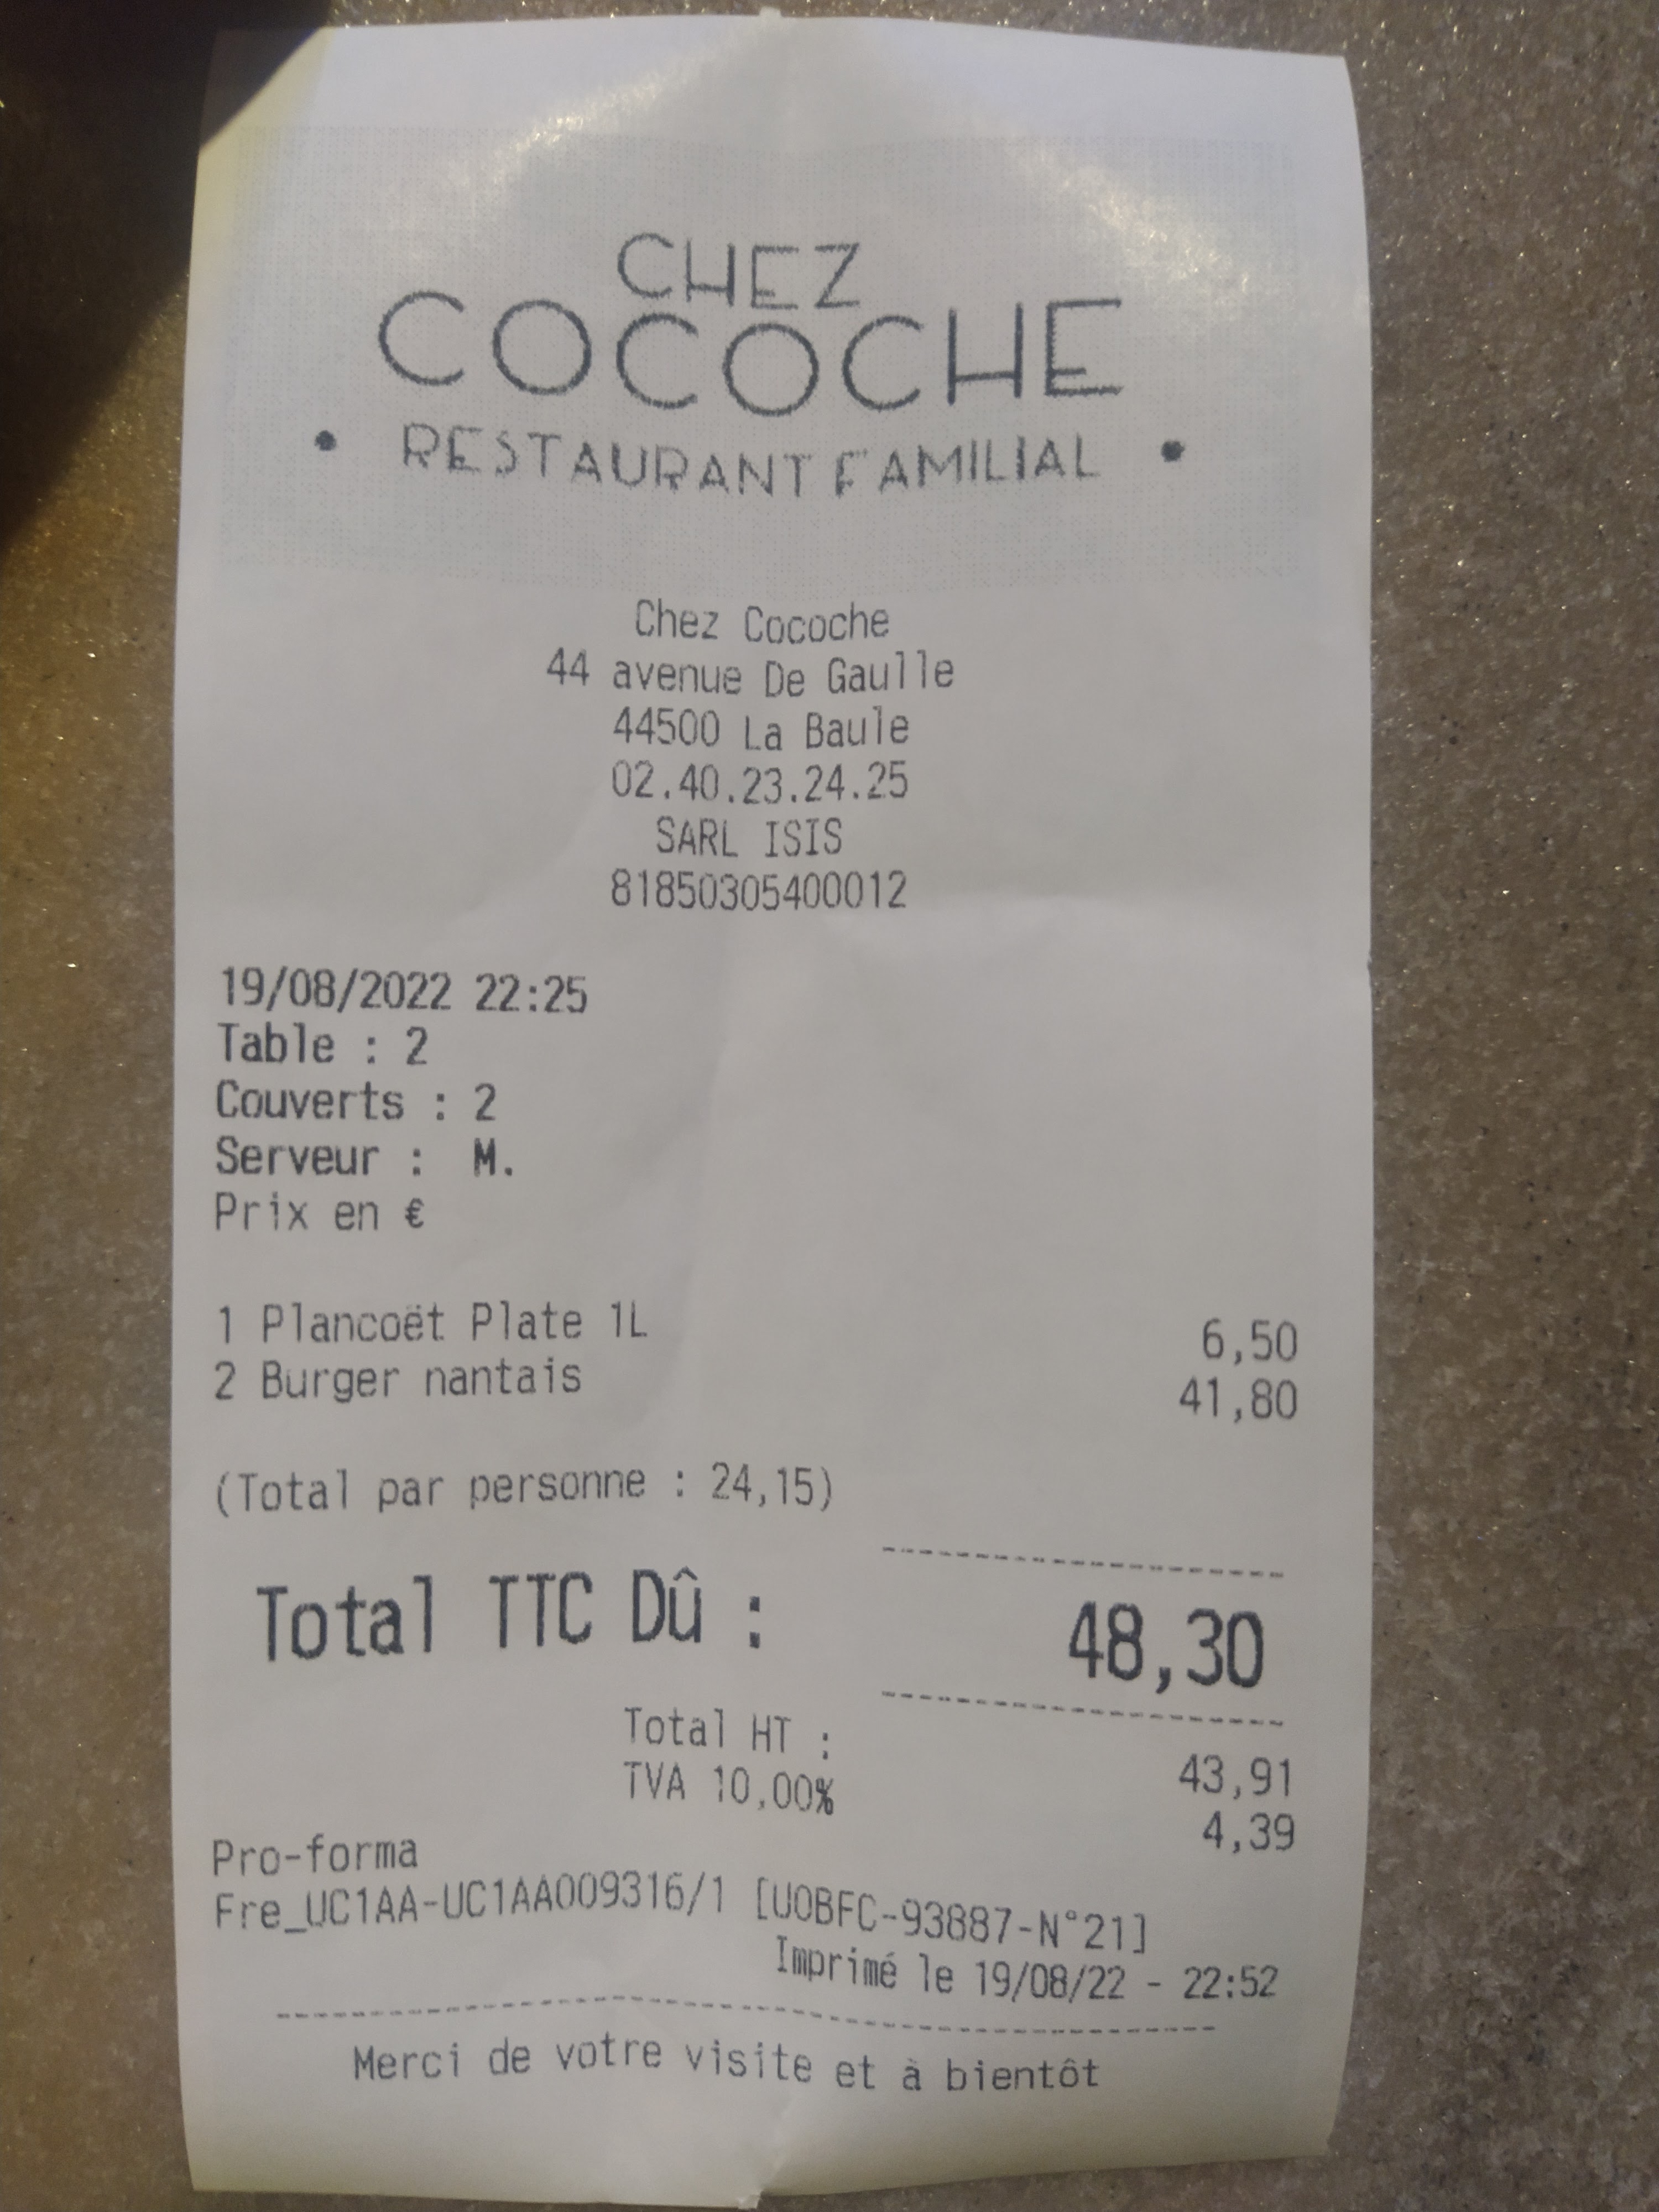 CHEZ
COCOCHE
• RESTAURANT FAMILIAL •
Chez Cocoche
44 avenue De Gaulle
44500 La Baule
02.40.23.24.25
SARL ISIS
81850305400012
19/08/2022 22:25
Table : 2
Couverts : 2
Serveur : M.
Prix en €
1 Plancoët Plate 1L 6,50
2 Burger nantais 41,80
(Total par personne : 24,15)
Total TTC Dû : 48,30
Total HT : 43,91
TVA 10,00% 4,39
Pro-forma
Fre_UC1AA-UC1AA009316/1 [UOBFC-93887-N°21]
Imprimé le 19/08/22 - 22:52
Merci de votre visite et à bientôt